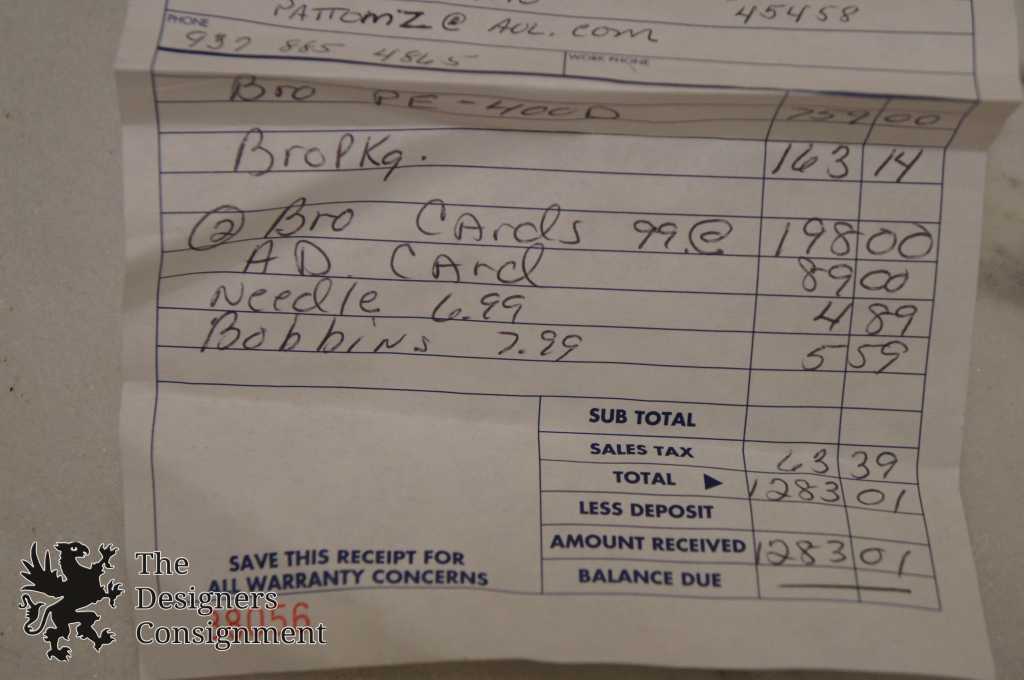 PATTOMZ@ AOL.COM 45458
PHONE
937 885 4865 WORK PHONE
Bro PE-400D 759 00
Bro PKg. 163 14
② Bro CArds 99.@ 198 00
AD. CArd 89 00
Needle 6.99 4 89
Bobbins 7.99 5 59
SUB TOTAL
SALES TAX 63 39
TOTAL ▶ 1283 01
LESS DEPOSIT
AMOUNT RECEIVED 1283 01
BALANCE DUE —
SAVE THIS RECEIPT FOR
ALL WARRANTY CONCERNS
38056
The
Designers
Consignment